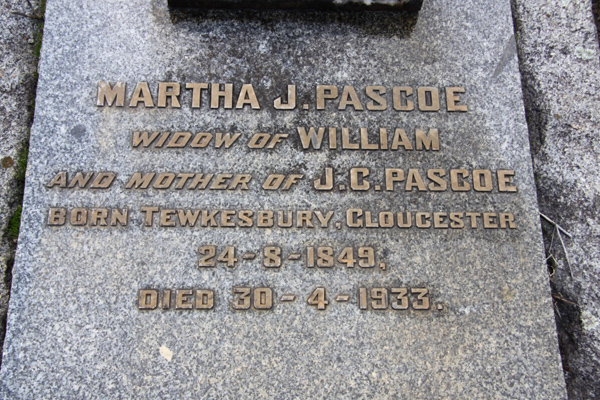 MARTHA J. PASCOE
WIDOW OF WILLIAM
AND MOTHER OF J.C. PASCOE
BORN TEWKESBURY, GLOUCESTER
24-8-1849,
DIED 30-4-1933.